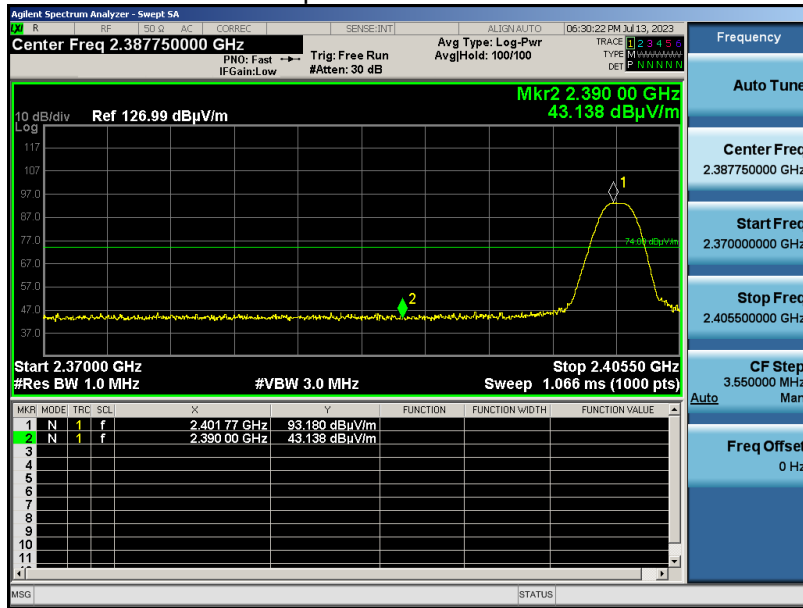 Agilent Spectrum Analyzer - Swept SA
LXI R RF 50 Ω AC CORREC SENSE:INT ALIGN AUTO 06:30:22 PM Jul 13, 2023
Center Freq 2.387750000 GHz
PNO: Fast
IFGain:Low
Trig: Free Run
#Atten: 30 dB
Avg Type: Log-Pwr
Avg|Hold: 100/100
TRACE 1 2 3 4 5 6
TYPE M
DET P N N N N N
Mkr2 2.390 00 GHz
43.138 dBµV/m
10 dB/div Ref 126.99 dBµV/m
Log
117
107
97.0
87.0
77.0
67.0
57.0
47.0
37.0
1
74.00 dBµV/m
2
Start 2.37000 GHz Stop 2.40550 GHz
#Res BW 1.0 MHz #VBW 3.0 MHz Sweep 1.066 ms (1000 pts)
MKR MODE TRC SCL X Y FUNCTION FUNCTION WIDTH FUNCTION VALUE
1 N 1 f 2.401 77 GHz 93.180 dBµV/m
2 N 1 f 2.390 00 GHz 43.138 dBµV/m
3
4
5
6
7
8
9
10
11
MSG STATUS
Frequency
Auto Tune
Center Freq
2.387750000 GHz
Start Freq
2.370000000 GHz
Stop Freq
2.405500000 GHz
CF Step
3.550000 MHz
Auto Man
Freq Offset
0 Hz